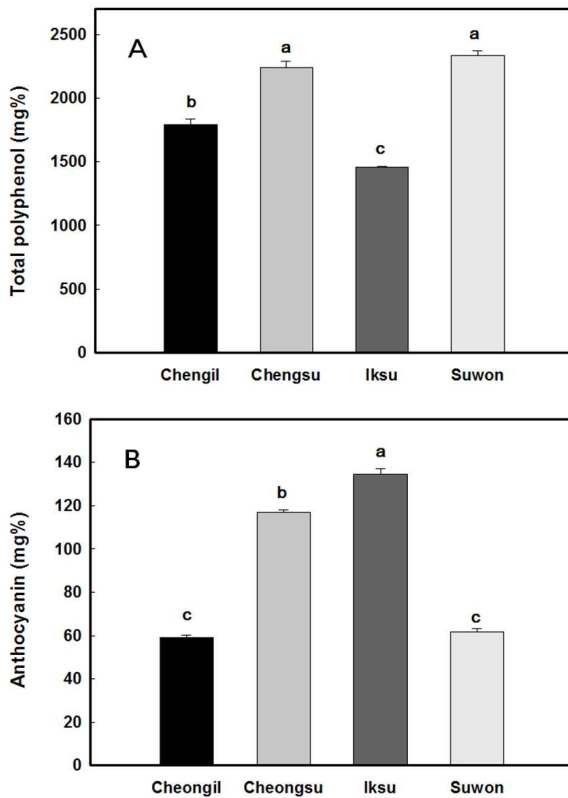 A
Total polyphenol (mg%)
2500
2000
1500
1000
500
0
b
a
c
a
Chengil Chengsu Iksu Suwon
B
Anthocyanin (mg%)
160
140
120
100
80
60
40
20
0
c
b
a
c
Cheongil Cheongsu Iksu Suwon